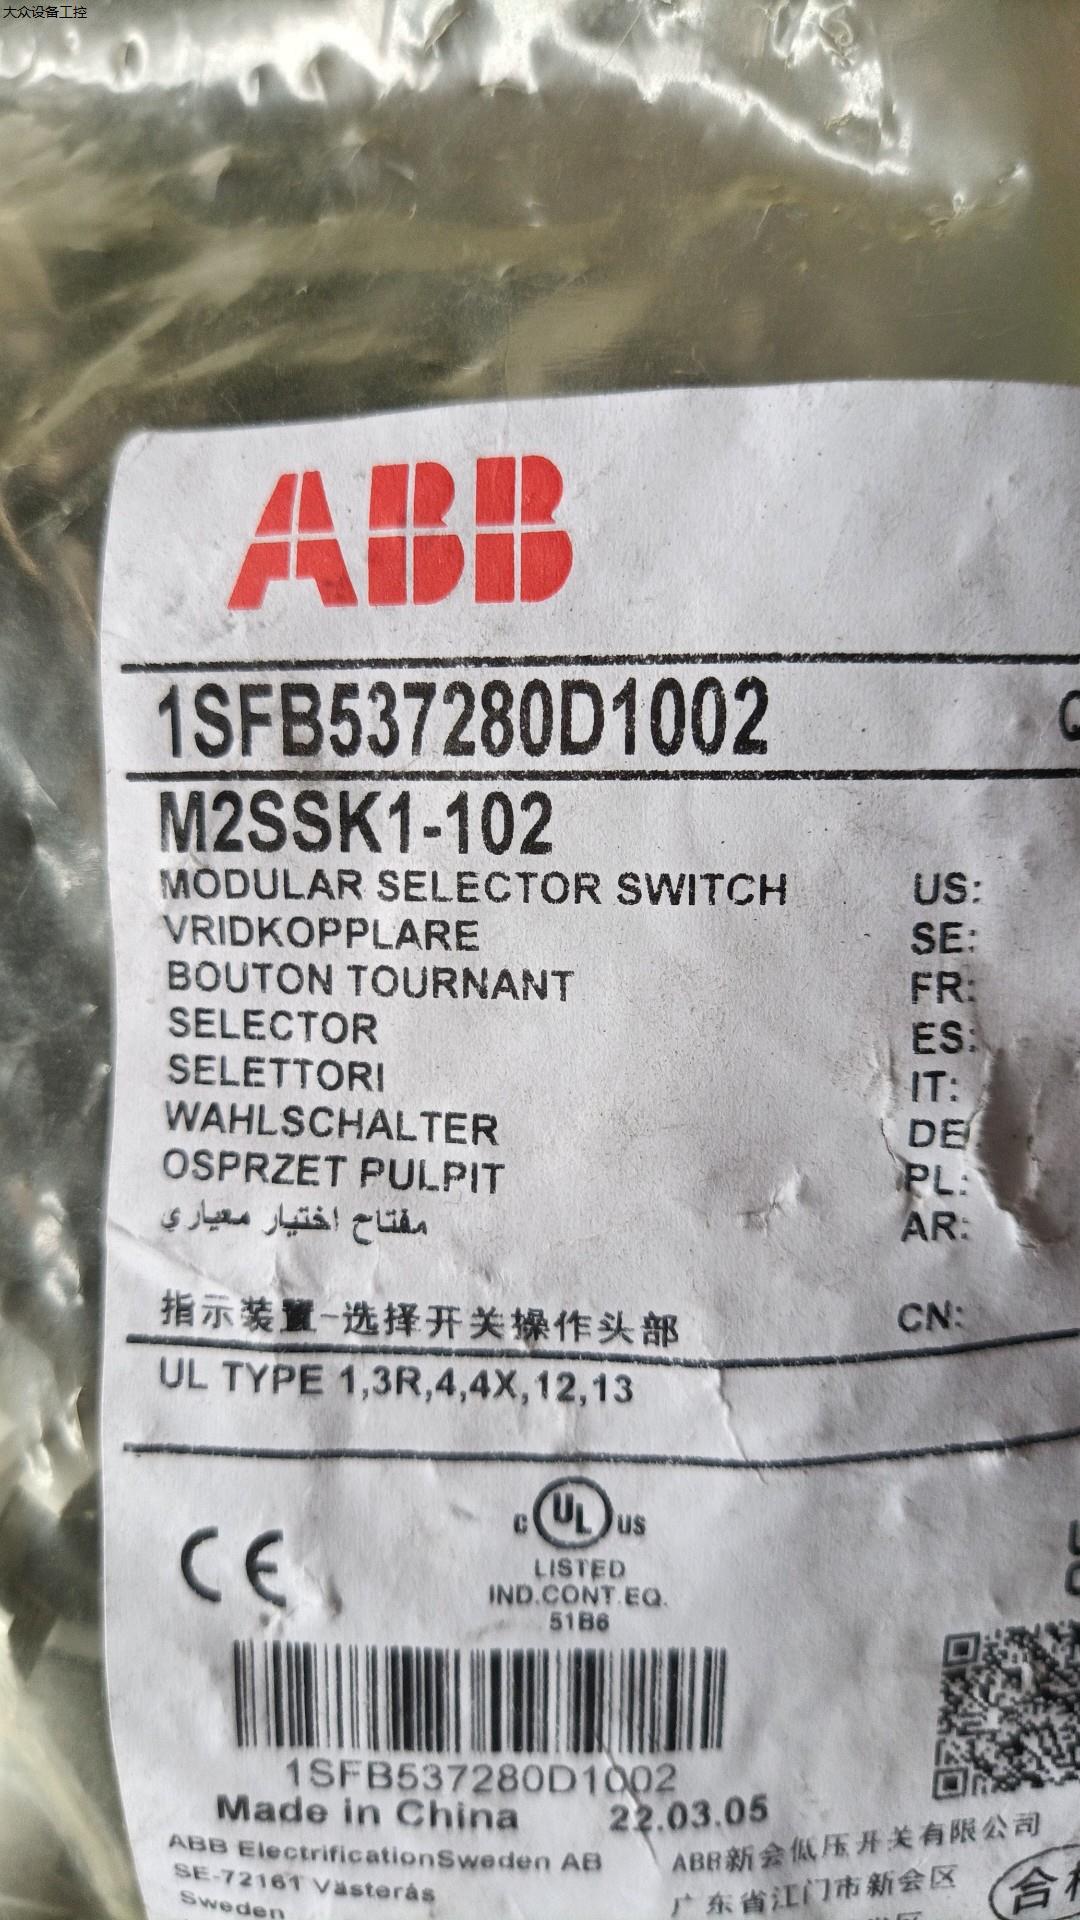 大众设备工控
ABB
1SFB537280D1002
M2SSK1-102
MODULAR SELECTOR SWITCH US:
VRIDKOPPLARE SE:
BOUTON TOURNANT FR:
SELECTOR ES:
SELETTORI IT:
WAHLSCHALTER DE
OSPRZET PULPIT PL:
مفتاح اختيار معياري AR:
指示装置-选择开关操作头部 CN:
UL TYPE 1,3R,4,4X,12,13
CE
C UL US
LISTED
IND.CONT.EQ.
51B6
1SFB537280D1002
Made in China 22.03.05
ABB ElectrificationSweden AB
SE-72161 Västerås
Sweden
ABB新会低压开关有限公司
广东省江门市新会区
合